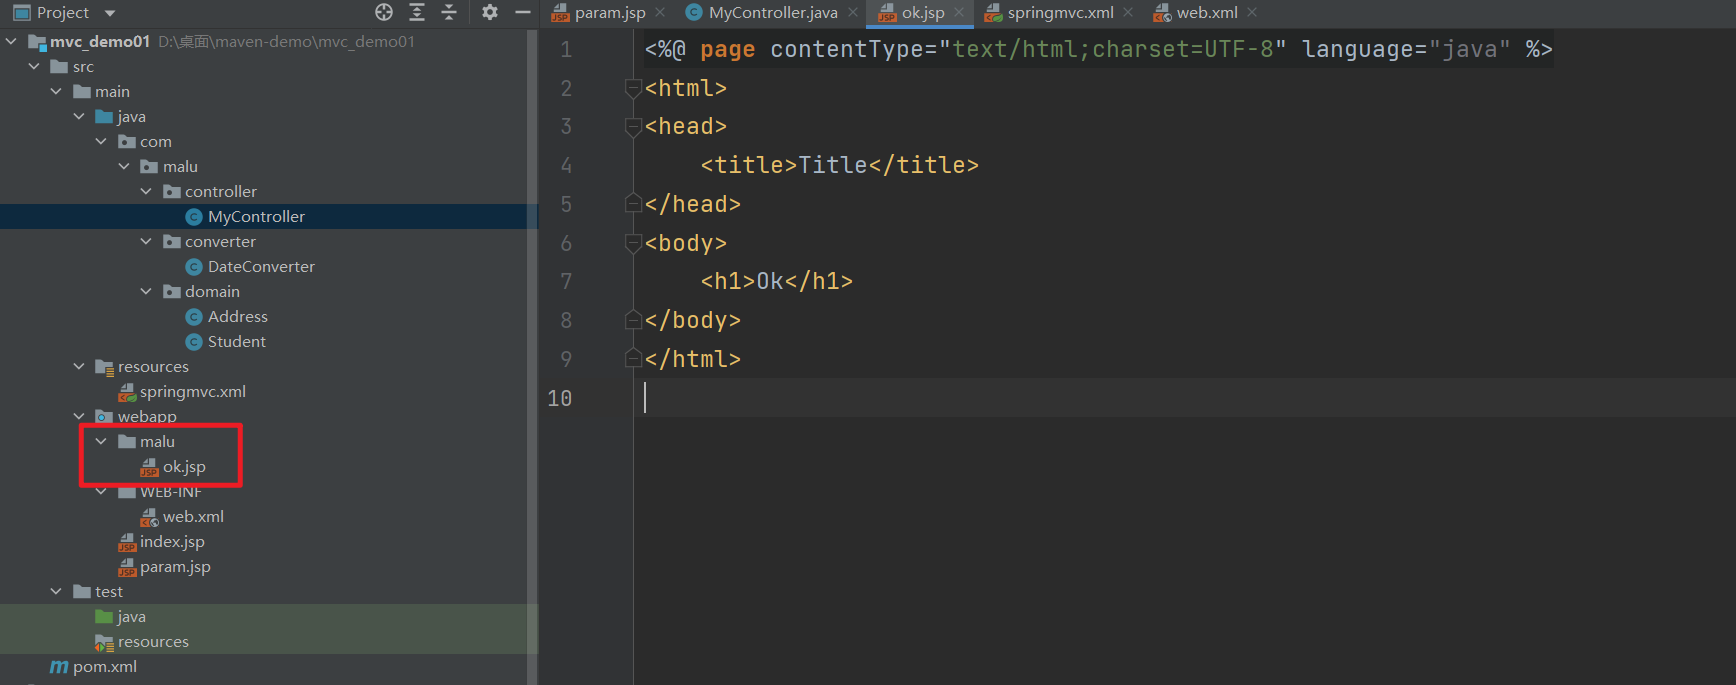 Project
mvc_demo01 D:\桌面\maven-demo\mvc_demo01
src
main
java
com
malu
controller
MyController
converter
DateConverter
domain
Address
Student
resources
springmvc.xml
webapp
malu
ok.jsp
WEB-INF
web.xml
index.jsp
param.jsp
test
java
resources
pom.xml
param.jsp MyController.java ok.jsp springmvc.xml web.xml
1 <%@ page contentType="text/html;charset=UTF-8" language="java" %>
2 <html>
3 <head>
4 <title>Title</title>
5 </head>
6 <body>
7 <h1>Ok</h1>
8 </body>
9 </html>
10